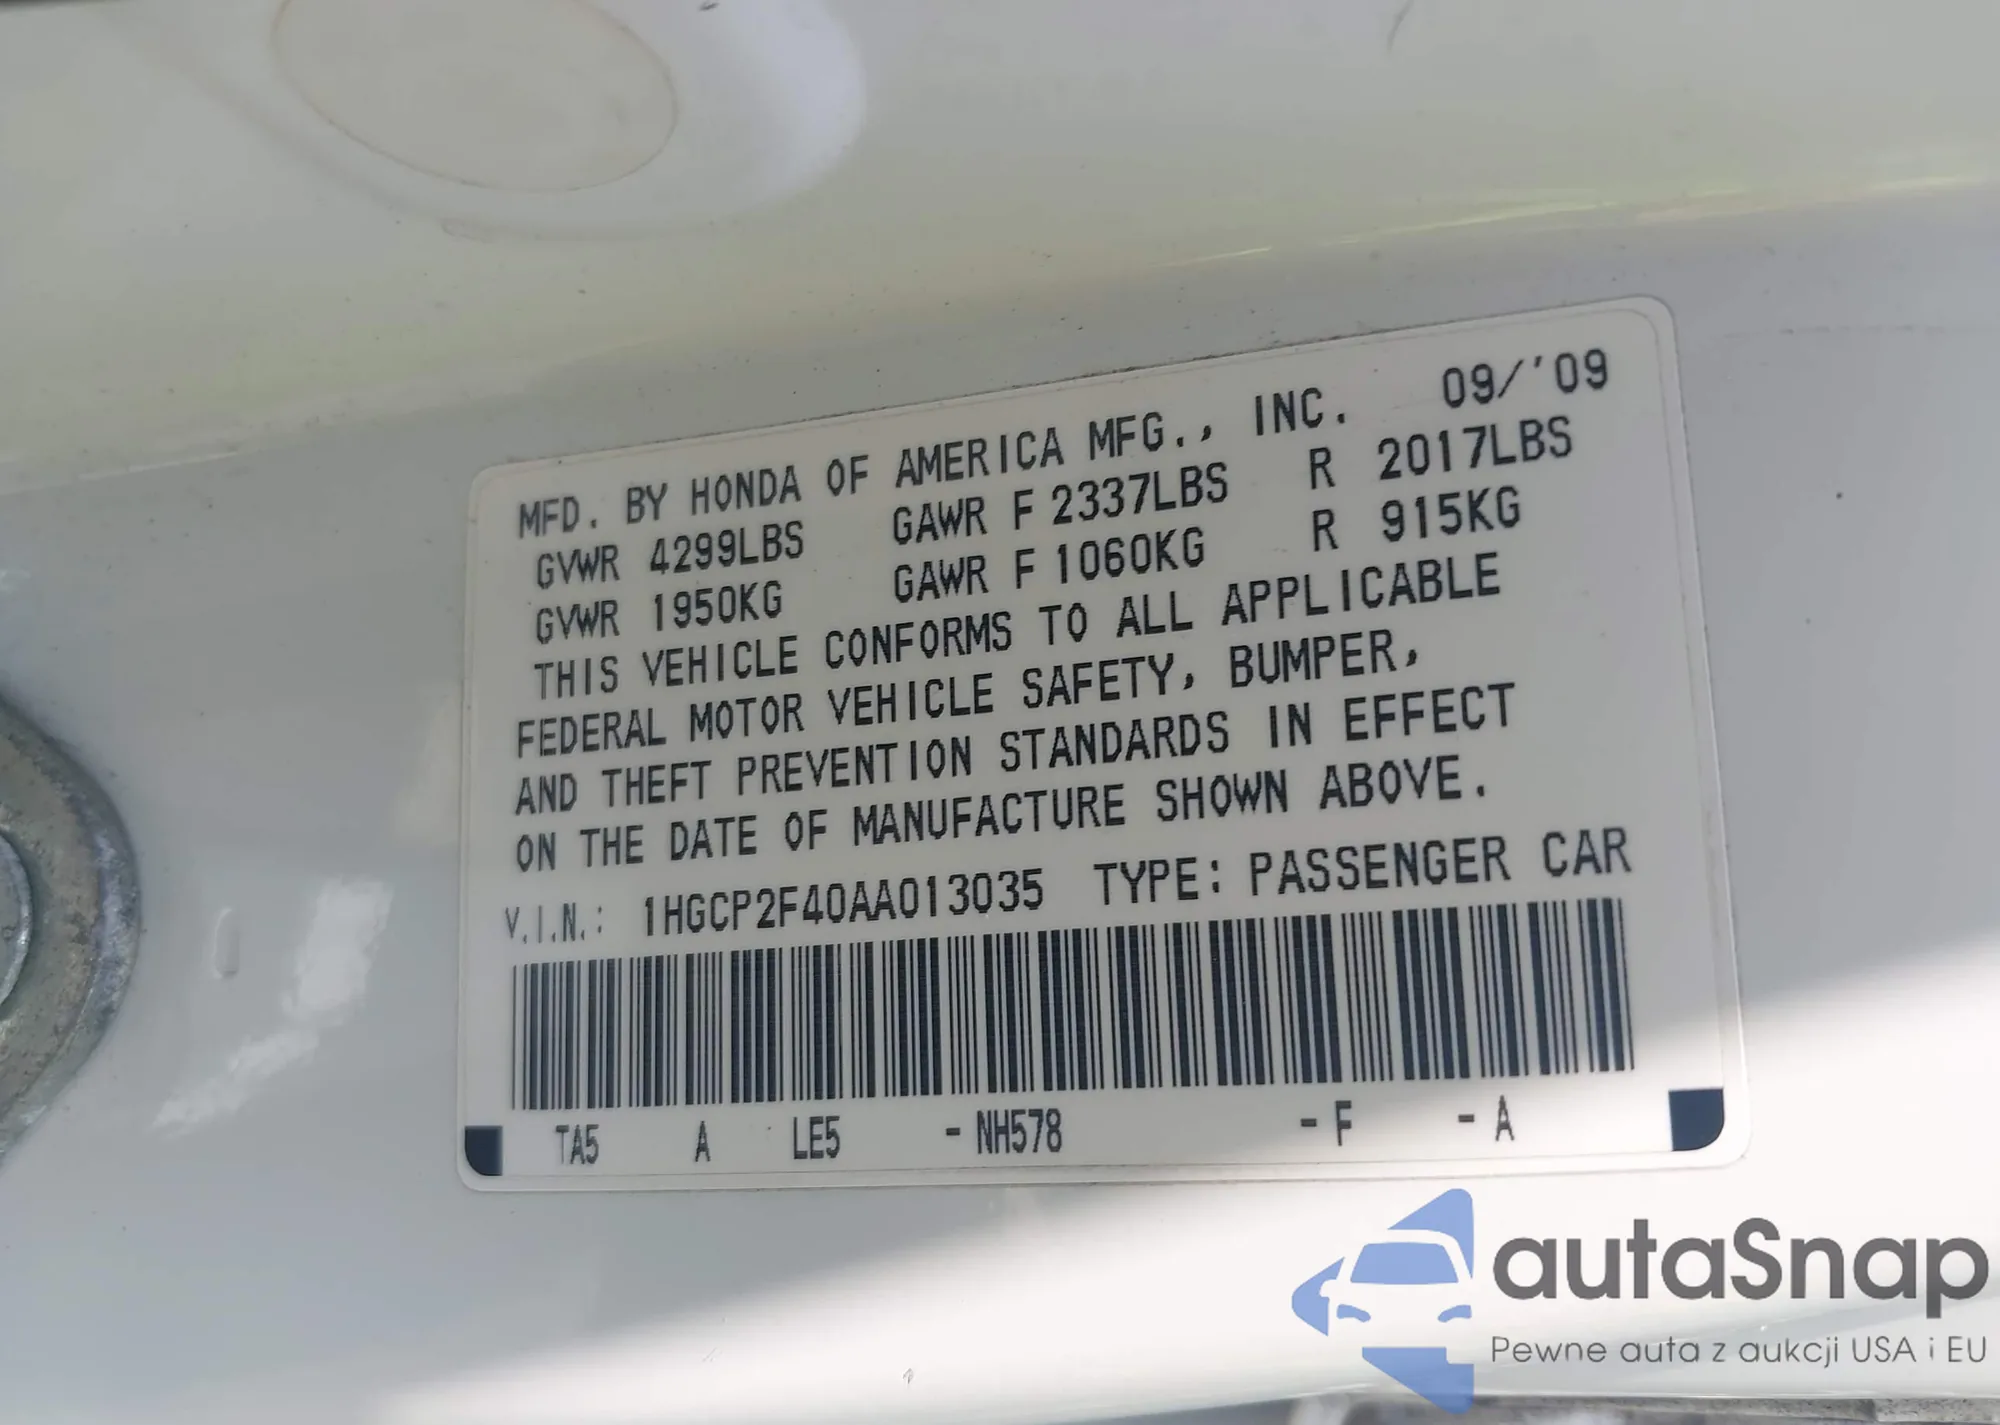 MFD. BY HONDA OF AMERICA MFG., INC. 09/'09
GVWR 4299LBS GAWR F 2337LBS R 2017LBS
GVWR 1950KG GAWR F 1060KG R 915KG
THIS VEHICLE CONFORMS TO ALL APPLICABLE
FEDERAL MOTOR VEHICLE SAFETY, BUMPER,
AND THEFT PREVENTION STANDARDS IN EFFECT
ON THE DATE OF MANUFACTURE SHOWN ABOVE.
V.I.N.: 1HGCP2F40AA013035 TYPE: PASSENGER CAR
TA5 A LE5 - NH578 - F - A
autaSnap
Pewne auta z aukcji USA i EU